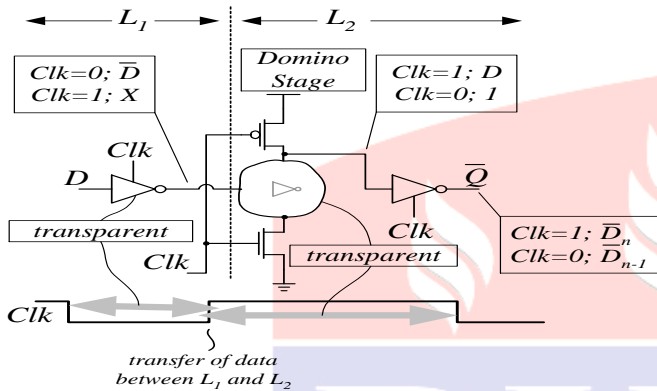 L1
L2
Clk=0; D̅
Clk=1; X
Domino
Stage
Clk=1; D
Clk=0; 1
Clk
D
Q̅
transparent
Clk
transparent
Clk=1; D̅n
Clk=0; D̅n-1
Clk
transfer of data
between L1 and L2